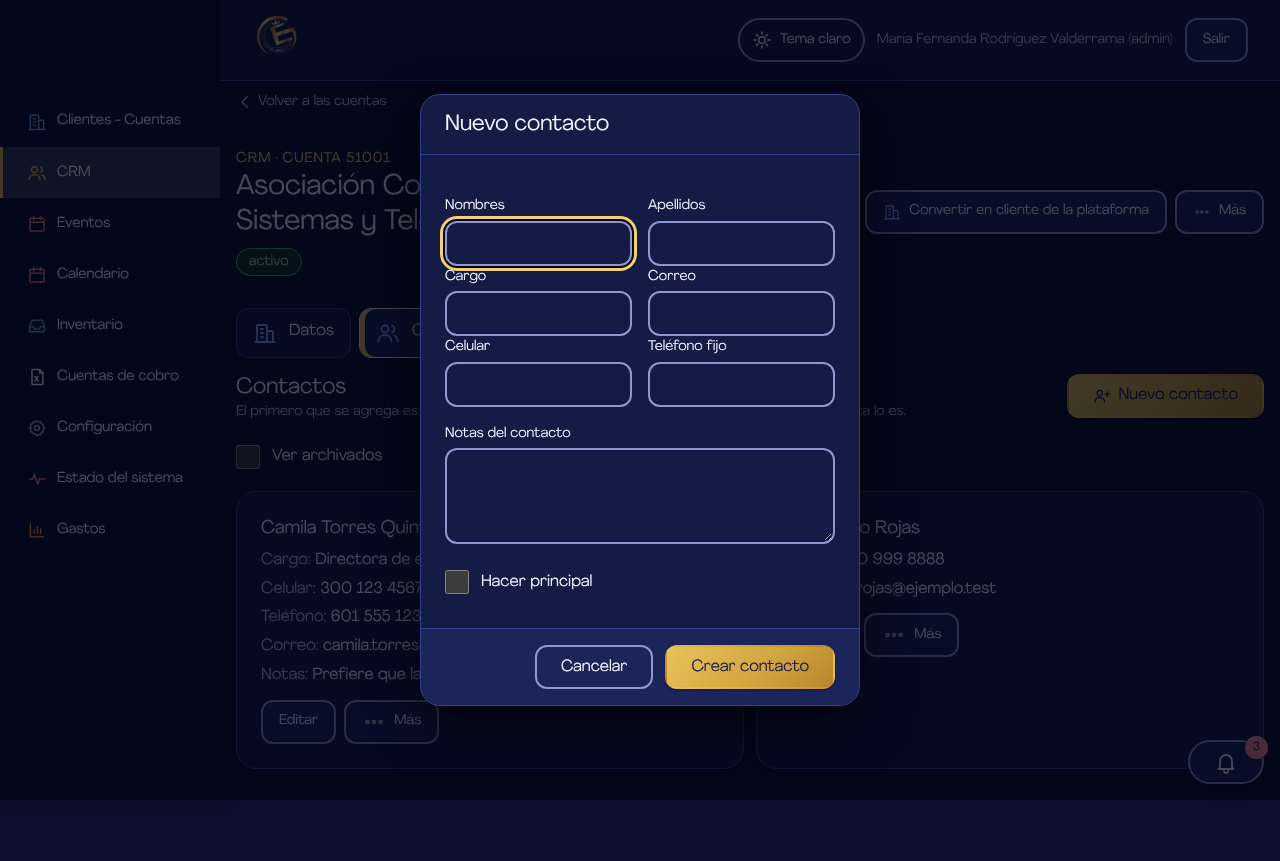 Tema claro
Maria Fernanda Rodriguez Valderrama (admin)
Salir
Volver a las cuentas
Clientes - Cuentas
CRM
Eventos
Calendario
Inventario
Cuentas de cobro
Configuración
Estado del sistema
Gastos
CRM · CUENTA 51001
Asociación Co
Sistemas y Tel
activo
Convertir en cliente de la plataforma
Más
Datos
Contactos
El primero que se agrega es
ta lo es.
Nuevo contacto
Ver archivados
Camila Torres Quin
Cargo: Directora de e
Celular: 300 123 4567
Teléfono: 601 555 123
Correo: camila.torres
Notas: Prefiere que la
Editar
Más
o Rojas
0 999 8888
rojas@ejemplo.test
Más
3
Nuevo contacto
Nombres
Apellidos
Cargo
Correo
Celular
Teléfono fijo
Notas del contacto
Hacer principal
Cancelar
Crear contacto